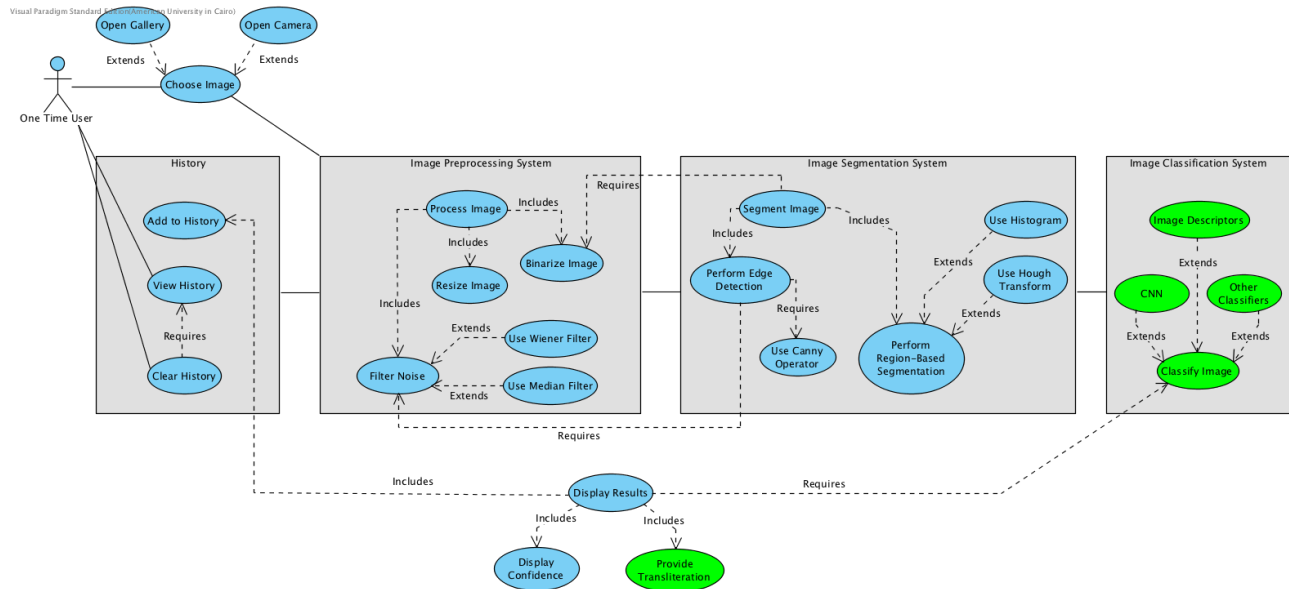 Visual Paradigm Standard Edition(American University in Cairo)
Open Gallery
Open Camera
Extends
Extends
Choose Image
One Time User
History
Image Preprocessing System
Image Segmentation System
Image Classification System
Add to History
View History
Requires
Clear History
Process Image
Includes
Includes
Binarize Image
Resize Image
Includes
Extends
Use Wiener Filter
Filter Noise
Extends
Use Median Filter
Requires
Segment Image
Includes
Includes
Perform Edge
Detection
Requires
Use Canny
Operator
Use Histogram
Extends
Use Hough
Transform
Extends
Perform
Region-Based
Segmentation
Requires
Image Descriptors
Extends
CNN
Other
Classifiers
Extends
Extends
Classify Image
Includes
Display Results
Requires
Includes
Includes
Display
Confidence
Provide
Transliteration